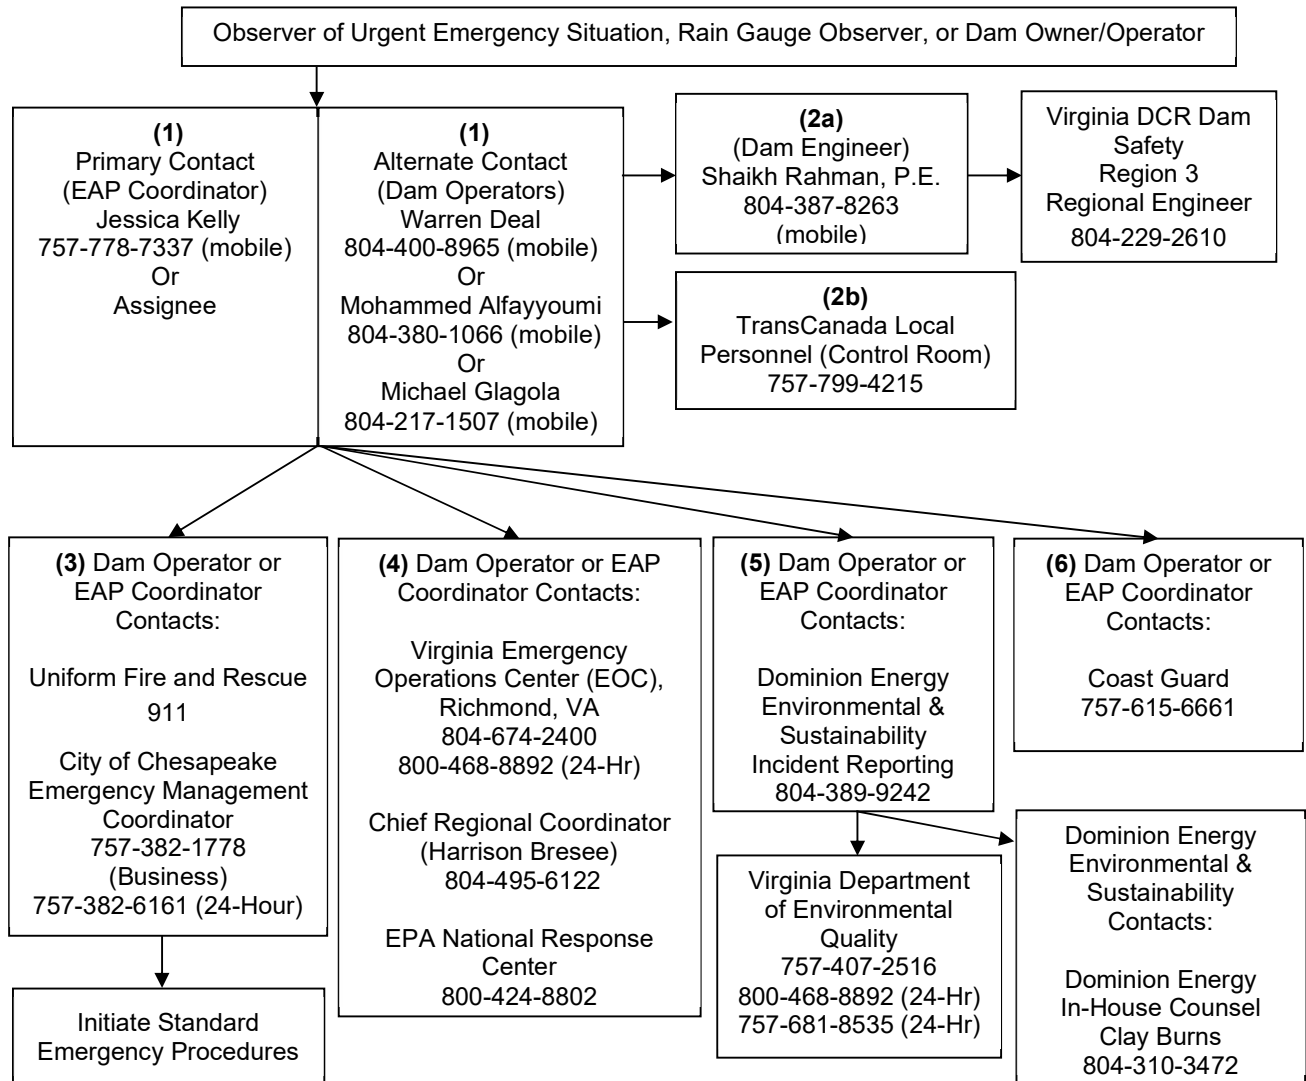 Observer of Urgent Emergency Situation, Rain Gauge Observer, or Dam Owner/Operator
(1)
Primary Contact
(EAP Coordinator)
Jessica Kelly
757-778-7337 (mobile)
Or
Assignee
(1)
Alternate Contact
(Dam Operators)
Warren Deal
804-400-8965 (mobile)
Or
Mohammed Alfayyoumi
804-380-1066 (mobile)
Or
Michael Glagola
804-217-1507 (mobile)
(2a)
(Dam Engineer)
Shaikh Rahman, P.E.
804-387-8263
(mobile)
Virginia DCR Dam
Safety
Region 3
Regional Engineer
804-229-2610
(2b)
TransCanada Local
Personnel (Control Room)
757-799-4215
(3) Dam Operator or
EAP Coordinator
Contacts:
Uniform Fire and Rescue
911
City of Chesapeake
Emergency Management
Coordinator
757-382-1778
(Business)
757-382-6161 (24-Hour)
Initiate Standard
Emergency Procedures
(4) Dam Operator or EAP
Coordinator Contacts:
Virginia Emergency
Operations Center (EOC),
Richmond, VA
804-674-2400
800-468-8892 (24-Hr)
Chief Regional Coordinator
(Harrison Bresee)
804-495-6122
EPA National Response
Center
800-424-8802
(5) Dam Operator or
EAP Coordinator
Contacts:
Dominion Energy
Environmental &
Sustainability
Incident Reporting
804-389-9242
Virginia Department
of Environmental
Quality
757-407-2516
800-468-8892 (24-Hr)
757-681-8535 (24-Hr)
(6) Dam Operator or
EAP Coordinator
Contacts:
Coast Guard
757-615-6661
Dominion Energy
Environmental &
Sustainability
Contacts:
Dominion Energy
In-House Counsel
Clay Burns
804-310-3472